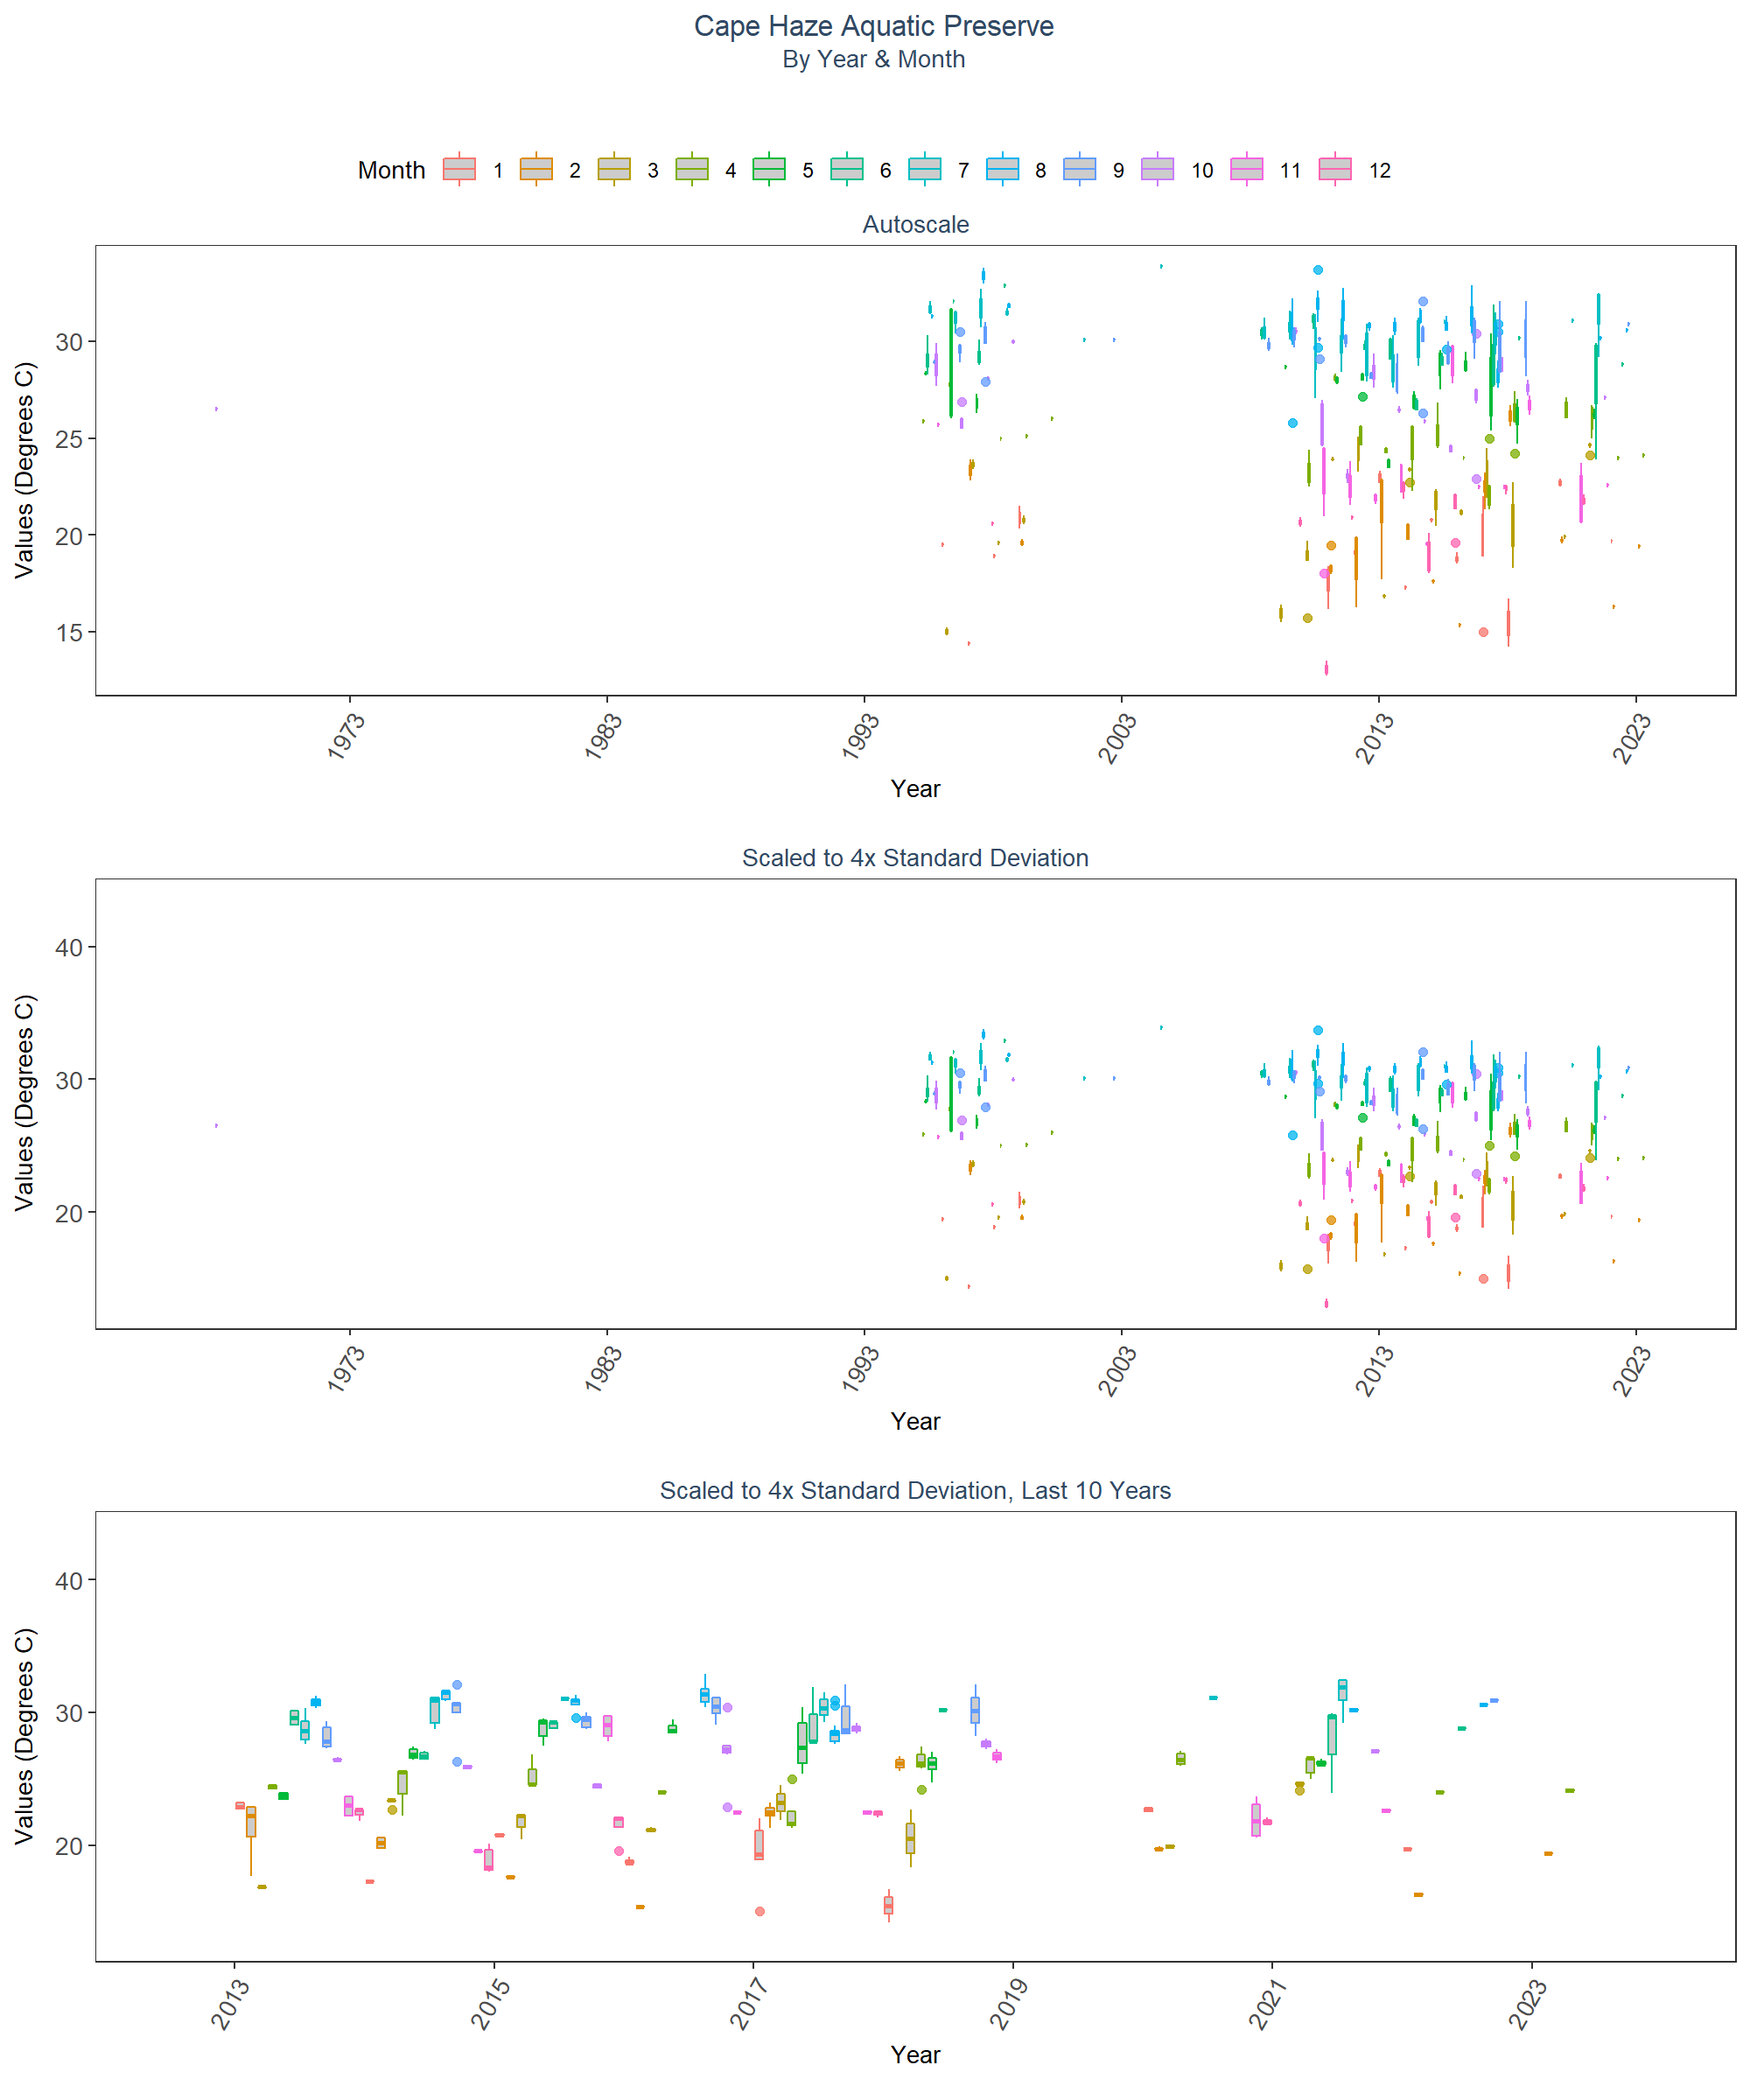 Cape Haze Aquatic Preserve
By Year & Month
Month 1 2 3 4 5 6 7 8 9 10 11 12
Autoscale
Values (Degrees C)
30
25
20
15
1973 1983 1993 2003 2013 2023
Year
Scaled to 4x Standard Deviation
Values (Degrees C)
40
30
20
1973 1983 1993 2003 2013 2023
Year
Scaled to 4x Standard Deviation, Last 10 Years
Values (Degrees C)
40
30
20
2013 2015 2017 2019 2021 2023
Year